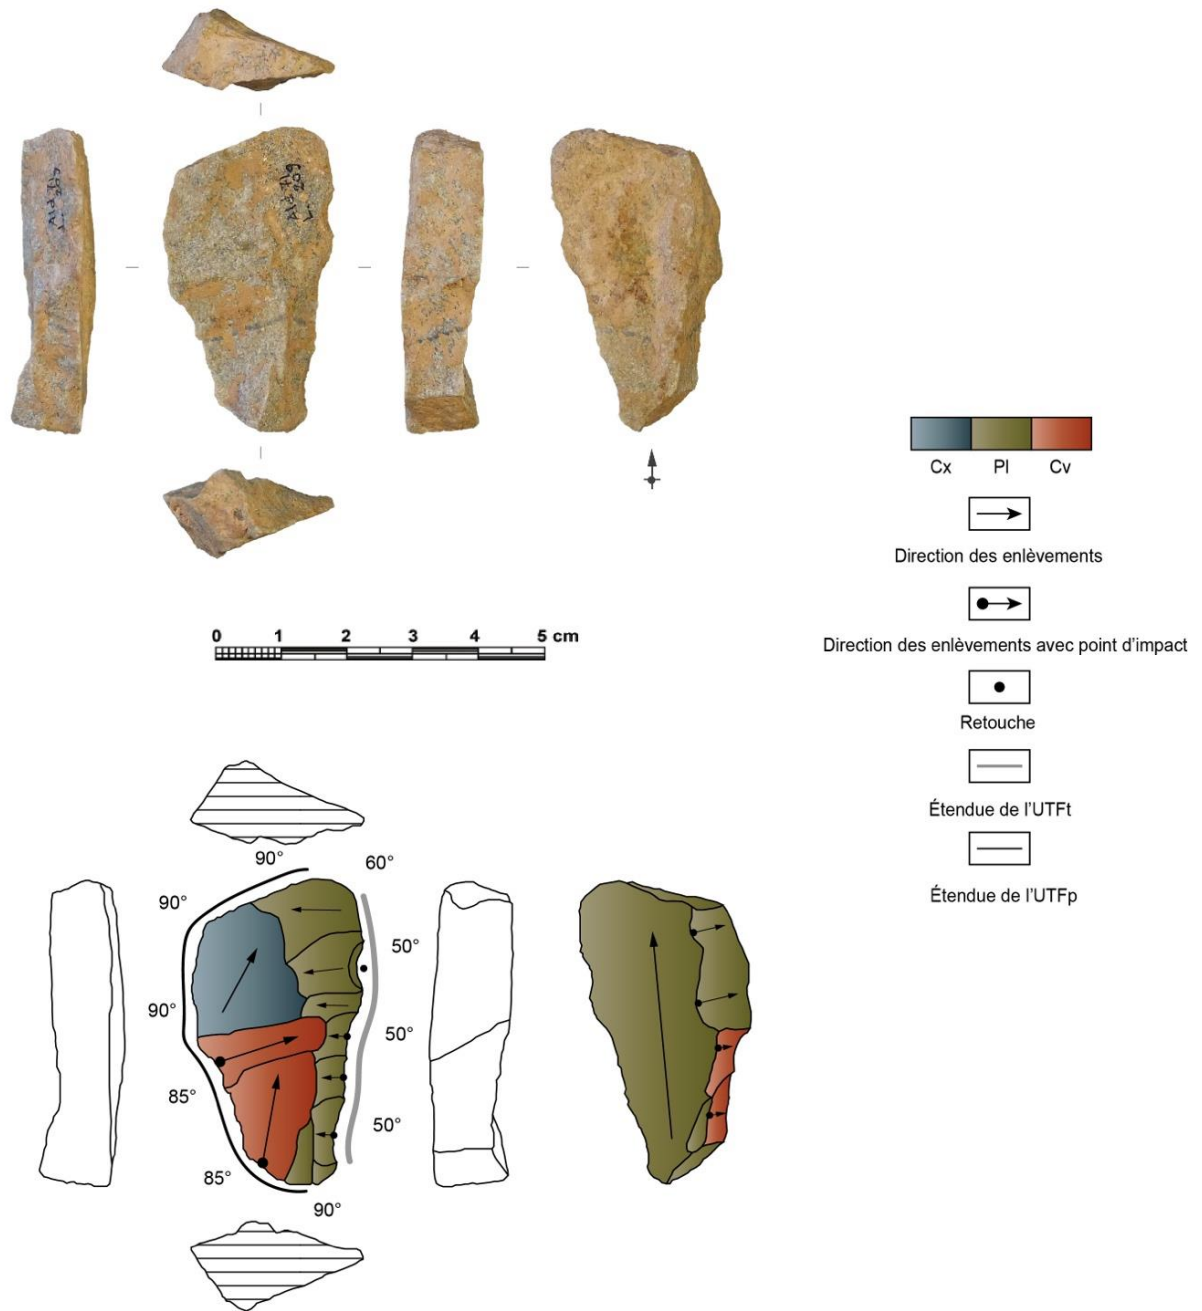 0 1 2 3 4 5 cm
Cx Pl Cv
Direction des enlèvements
Direction des enlèvements avec point d'impact
Retouche
Étendue de l'UTFt
Étendue de l'UTFp
90° 60°
90°
50°
90°
50°
85°
50°
85°
90°